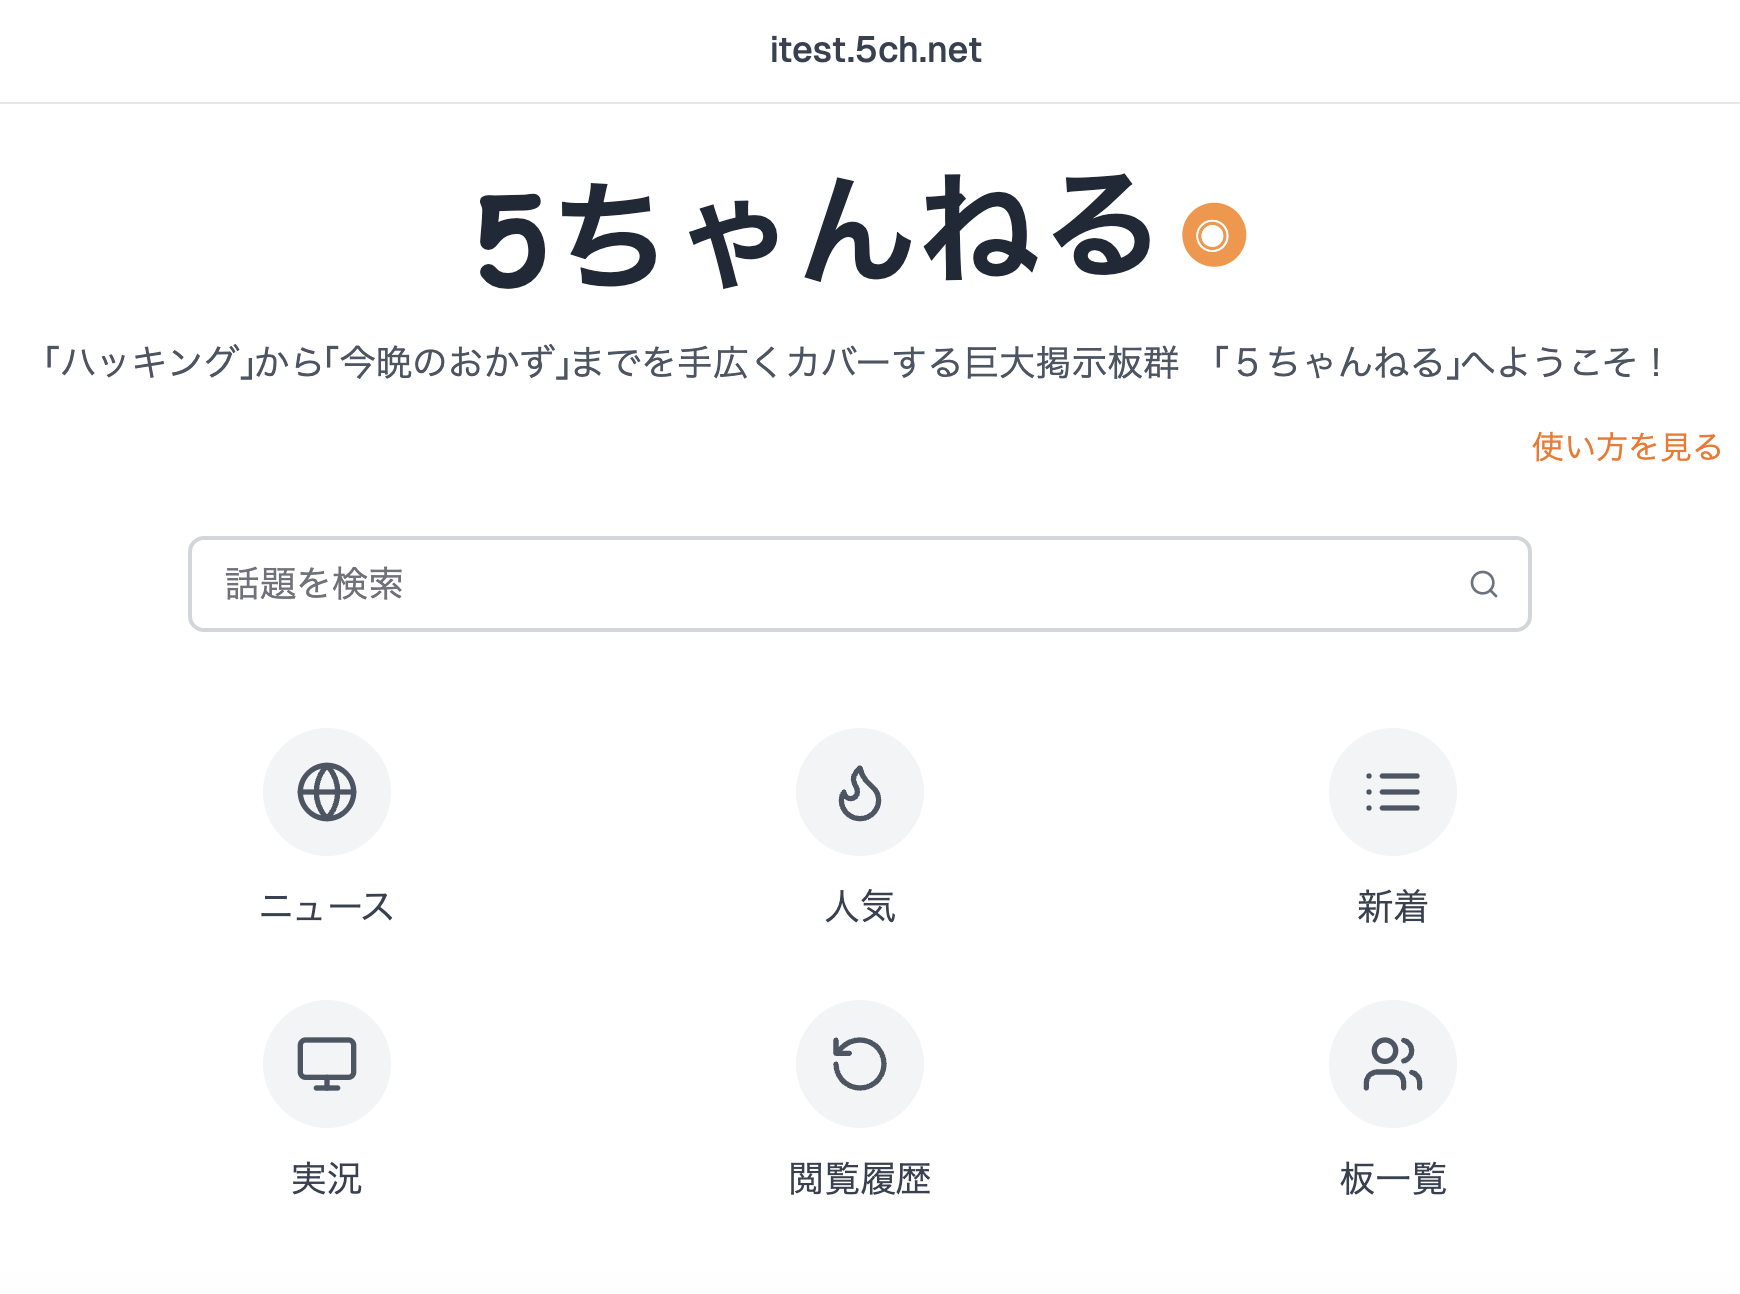 itest.5ch.net
5ちゃんねる
「ハッキング」から「今晩のおかず」までを手広くカバーする巨大掲示板群　「５ちゃんねる」へようこそ！
使い方を見る
話題を検索
ニュース
人気
新着
実況
閲覧履歴
板一覧